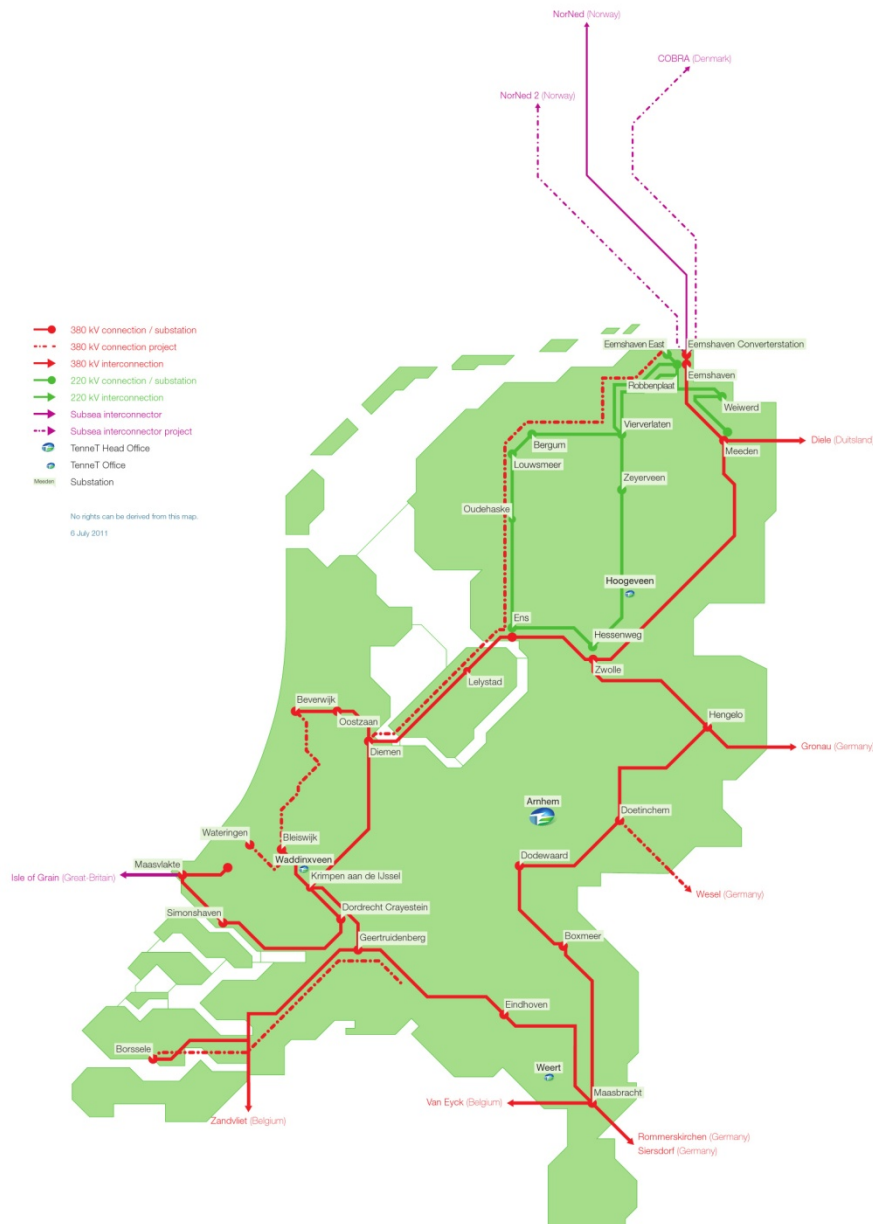 NorNed (Norway)
COBRA (Denmark)
NorNed 2 (Norway)
380 kV connection / substation
380 kV connection project
380 kV interconnection
220 kV connection / substation
220 kV interconnection
Subsea interconnector
Subsea interconnector project
TenneT Head Office
TenneT Office
Meeden Substation
No rights can be derived from this map.
6 July 2011
Eemshaven East
Eemshaven Converterstation
Eemshaven
Robbenplaat
Weiwerd
Vierverlaten
Bergum
Meeden
Diele (Duitsland)
Louwsmeer
Zeyerveen
Oudehaske
Hoogeveen
Ens
Hessenweg
Zwolle
Lelystad
Beverwijk
Oostzaan
Diemen
Hengelo
Gronau (Germany)
Arnhem
Doetinchem
Wateringen
Bleiswijk
Waddinxveen
Dodewaard
Maasvlakte
Isle of Grain (Great-Britain)
Krimpen aan de IJssel
Wesel (Germany)
Simonshaven
Dordrecht Crayestein
Geertruidenberg
Boxmeer
Eindhoven
Borssele
Weert
Maasbracht
Van Eyck (Belgium)
Zandvliet (Belgium)
Rommerskirchen (Germany)
Siersdorf (Germany)